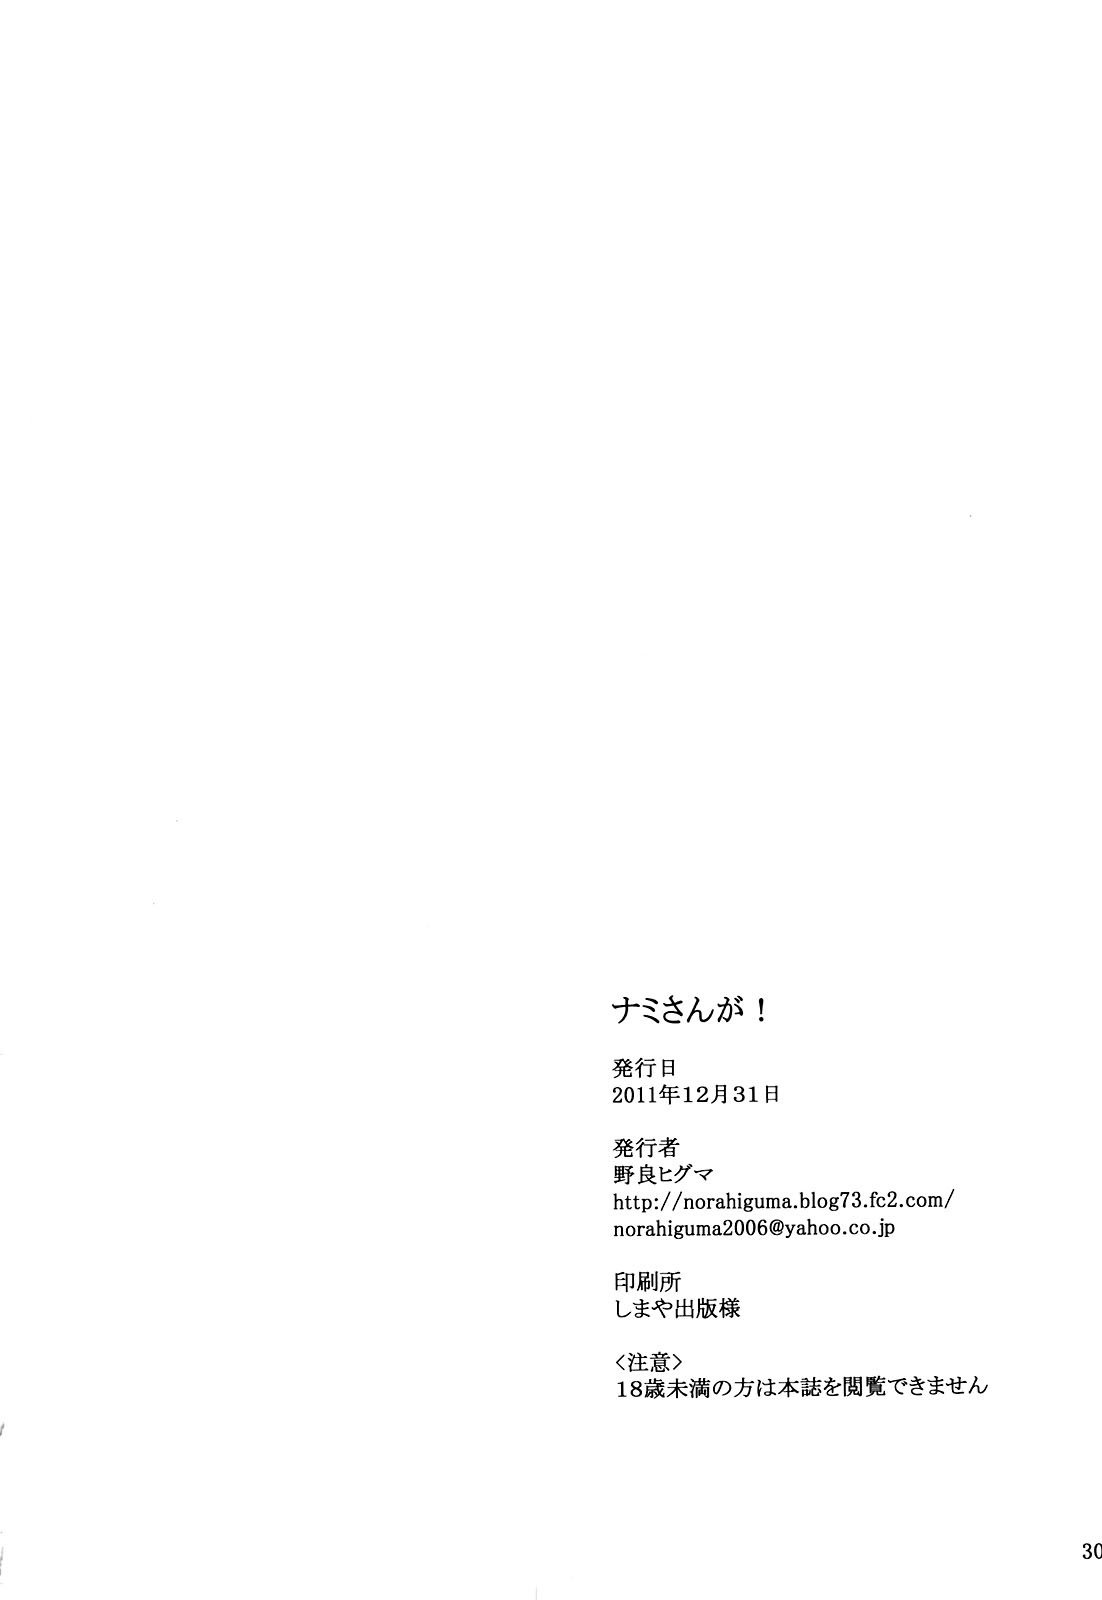 ナミさんが！
発行日
2011年１２月３１日
発行者
野良ヒグマ
http://norahiguma.blog73.fc2.com/
norahiguma2006@yahoo.co.jp
印刷所
しまや出版様
〈注意〉
１８歳未満の方は本誌を閲覧できません
30